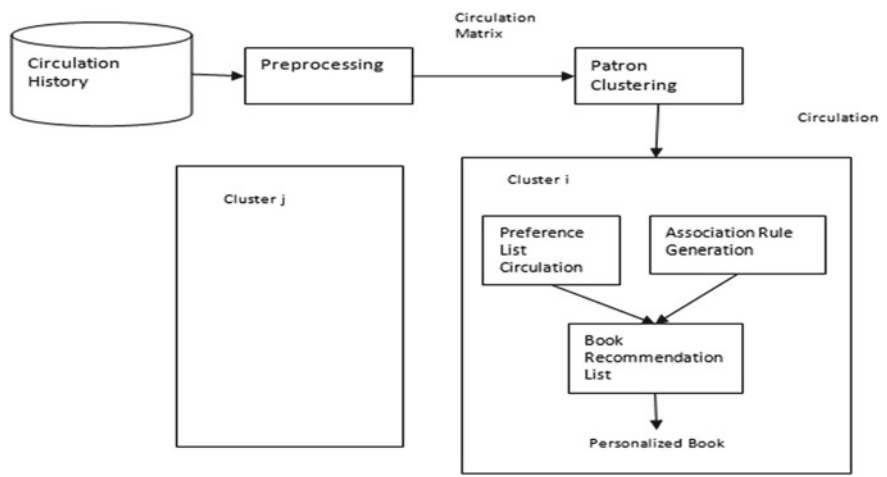 Circulation
Matrix
Circulation
History
Preprocessing
Patron
Clustering
Circulation
Cluster j
Cluster i
Preference
List
Circulation
Association Rule
Generation
Book
Recommendation
List
Personalized Book